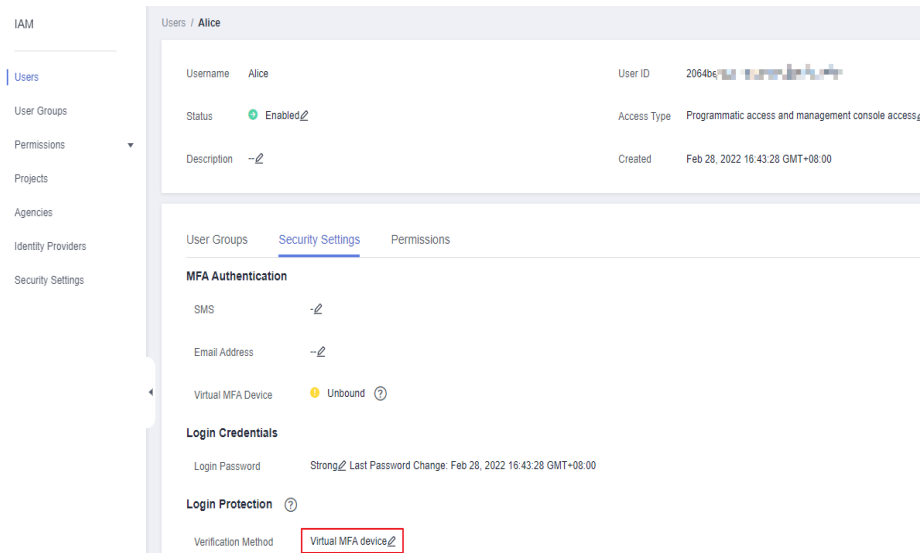 IAM
Users
User Groups
Permissions
Projects
Agencies
Identity Providers
Security Settings
Users / Alice
Username Alice
User ID 2064be
Status Enabled
Access Type Programmatic access and management console access
Description --
Created Feb 28, 2022 16:43:28 GMT+08:00
User Groups Security Settings Permissions
MFA Authentication
SMS -
Email Address --
Virtual MFA Device Unbound ?
Login Credentials
Login Password Strong Last Password Change: Feb 28, 2022 16:43:28 GMT+08:00
Login Protection ?
Verification Method Virtual MFA device